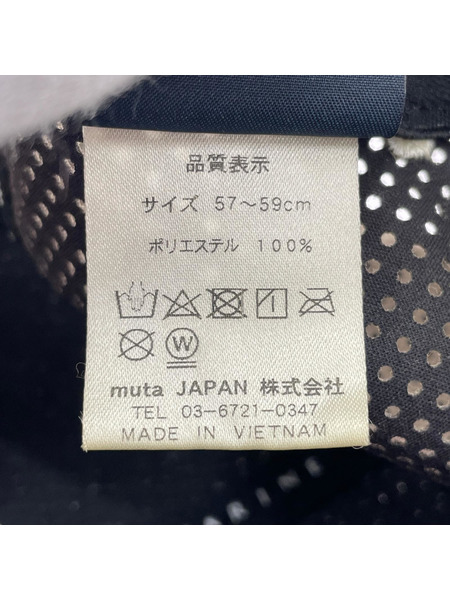 品質表示
サイズ 57～59cm
ポリエステル 100%
W
muta JAPAN 株式会社
TEL 03-6721-0347
MADE IN VIETNAM
RINE